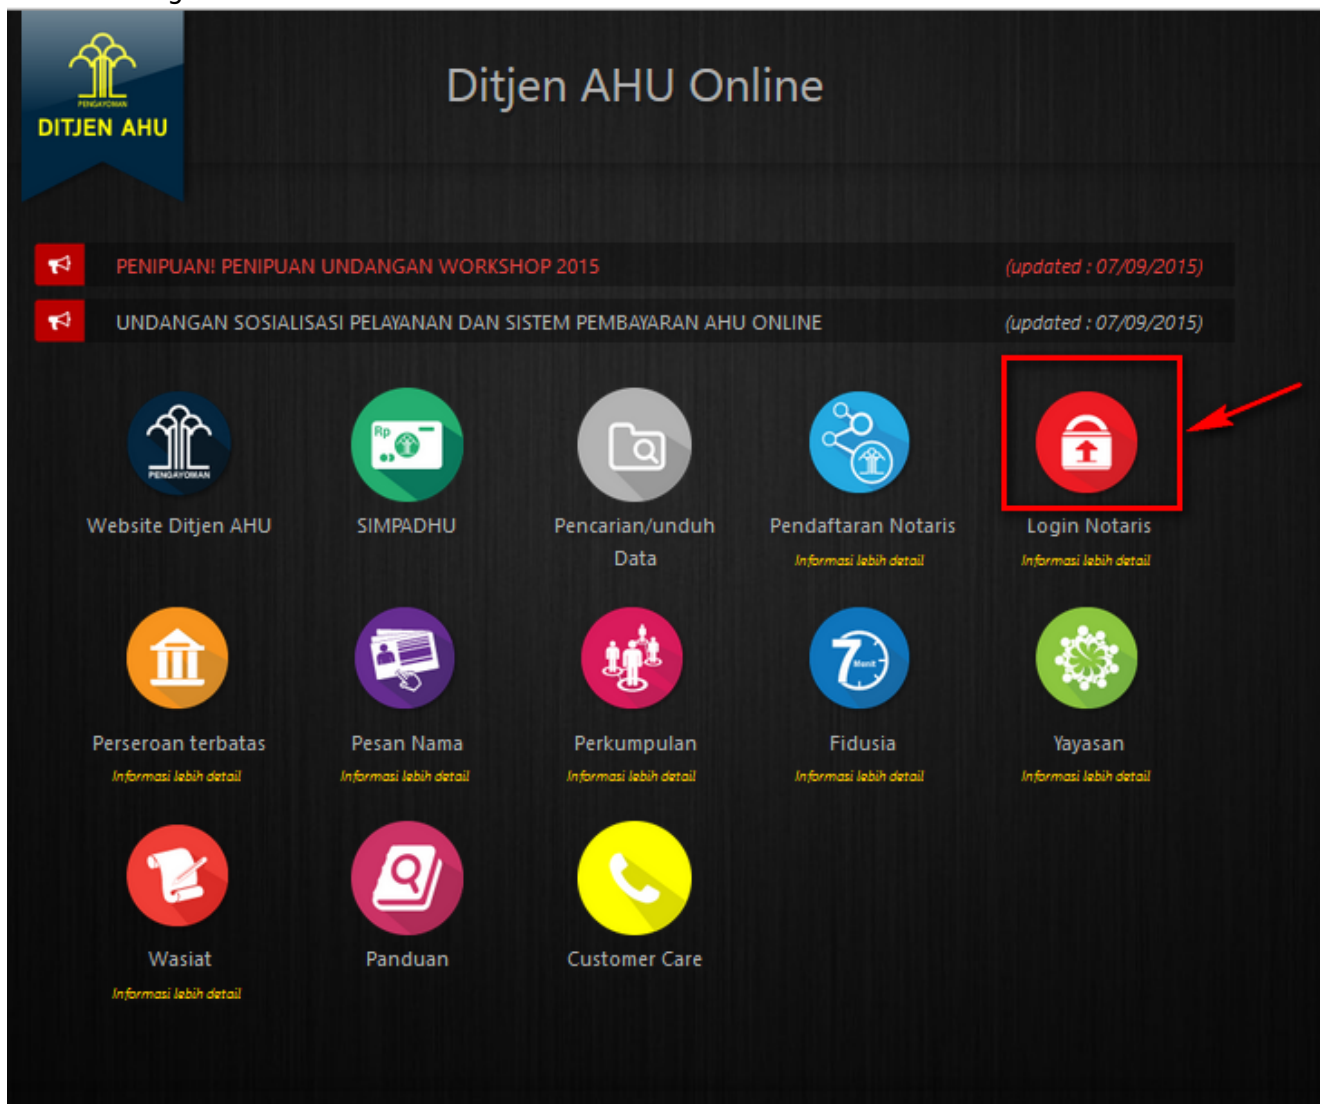 PENGAYOMAN
DITJEN AHU
Ditjen AHU Online
PENIPUAN! PENIPUAN UNDANGAN WORKSHOP 2015 (updated : 07/09/2015)
UNDANGAN SOSIALISASI PELAYANAN DAN SISTEM PEMBAYARAN AHU ONLINE (updated : 07/09/2015)
PENGAYOMAN
Rp
Website Ditjen AHU
SIMPADHU
Pencarian/unduh
Data
Pendaftaran Notaris
Informasi lebih detail
Login Notaris
Informasi lebih detail
7 Menit
Perseroan terbatas
Informasi lebih detail
Pesan Nama
Informasi lebih detail
Perkumpulan
Informasi lebih detail
Fidusia
Informasi lebih detail
Yayasan
Informasi lebih detail
Wasiat
Informasi lebih detail
Panduan
Customer Care